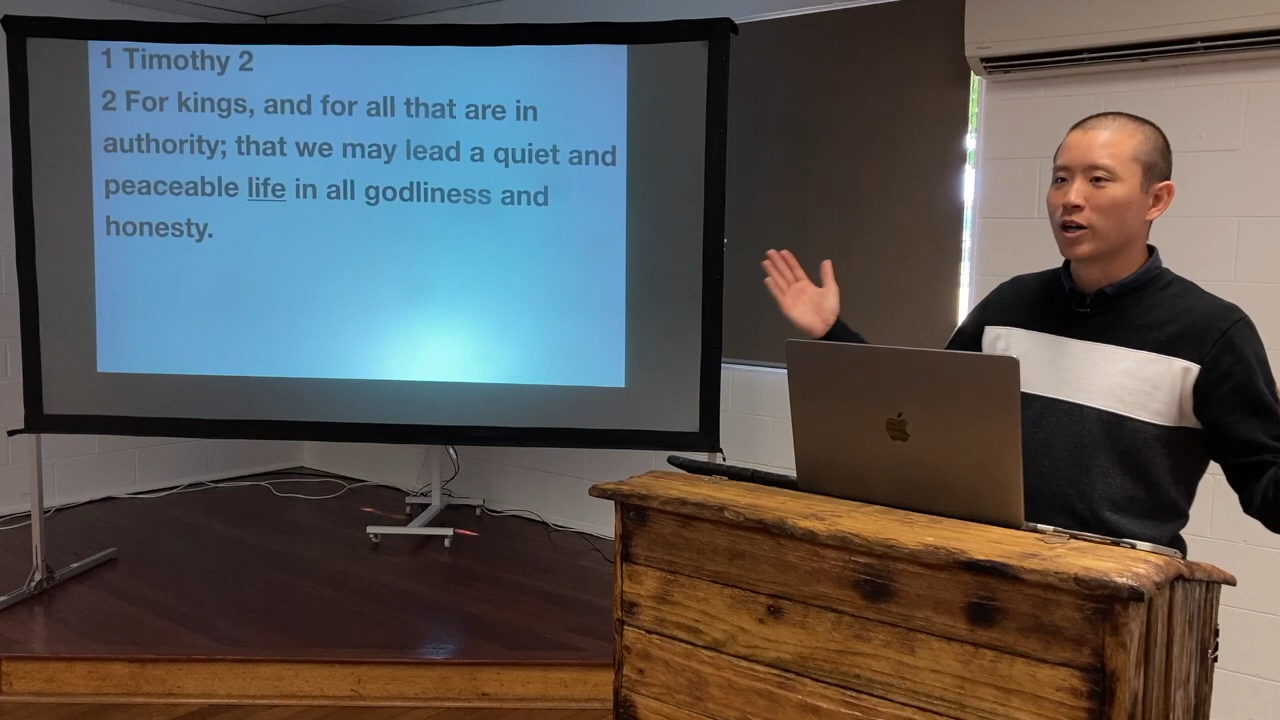 1 Timothy 2
2 For kings, and for all that are in
authority; that we may lead a quiet and
peaceable life in all godliness and
honesty.